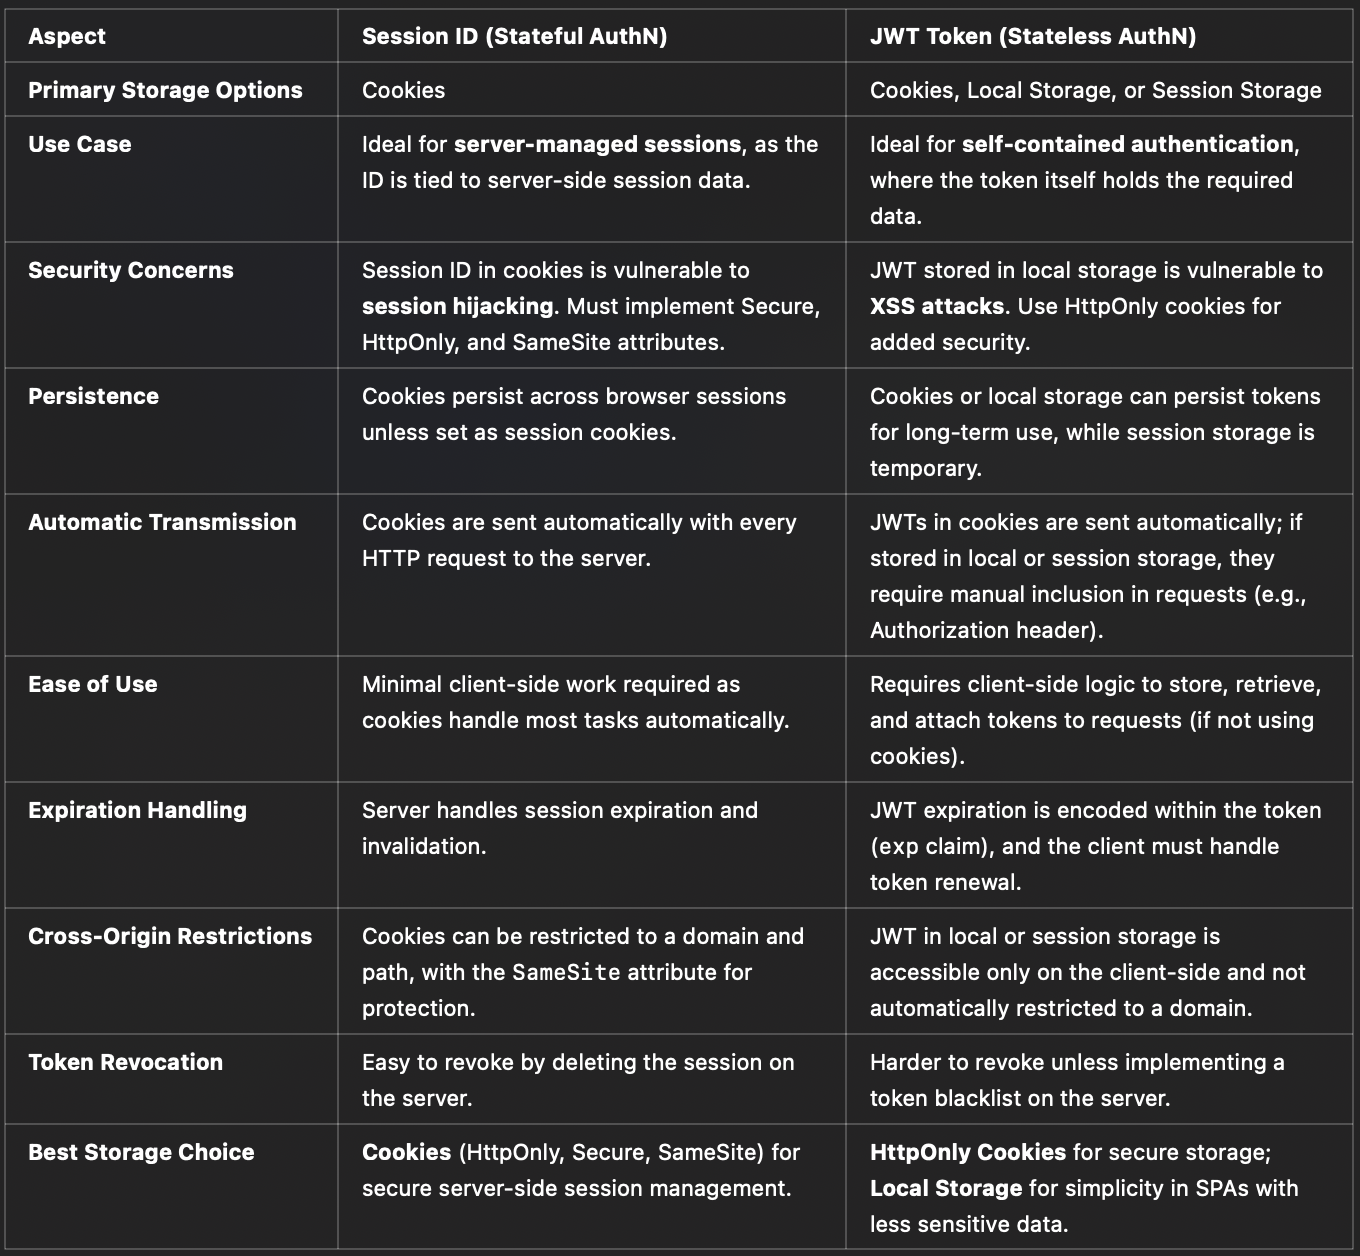 Aspect
Session ID (Stateful AuthN)
JWT Token (Stateless AuthN)
Primary Storage Options
Cookies
Cookies, Local Storage, or Session Storage
Use Case
Ideal for server-managed sessions, as the
ID is tied to server-side session data.
Ideal for self-contained authentication,
where the token itself holds the required
data.
Security Concerns
Session ID in cookies is vulnerable to
session hijacking. Must implement Secure,
HttpOnly, and SameSite attributes.
JWT stored in local storage is vulnerable to
XSS attacks. Use HttpOnly cookies for
added security.
Persistence
Cookies persist across browser sessions
unless set as session cookies.
Cookies or local storage can persist tokens
for long-term use, while session storage is
temporary.
Automatic Transmission
Cookies are sent automatically with every
HTTP request to the server.
JWTs in cookies are sent automatically; if
stored in local or session storage, they
require manual inclusion in requests (e.g.,
Authorization header).
Ease of Use
Minimal client-side work required as
cookies handle most tasks automatically.
Requires client-side logic to store, retrieve,
and attach tokens to requests (if not using
cookies).
Expiration Handling
Server handles session expiration and
invalidation.
JWT expiration is encoded within the token
(exp claim), and the client must handle
token renewal.
Cross-Origin Restrictions
Cookies can be restricted to a domain and
path, with the SameSite attribute for
protection.
JWT in local or session storage is
accessible only on the client-side and not
automatically restricted to a domain.
Token Revocation
Easy to revoke by deleting the session on
the server.
Harder to revoke unless implementing a
token blacklist on the server.
Best Storage Choice
Cookies (HttpOnly, Secure, SameSite) for
secure server-side session management.
HttpOnly Cookies for secure storage;
Local Storage for simplicity in SPAs with
less sensitive data.